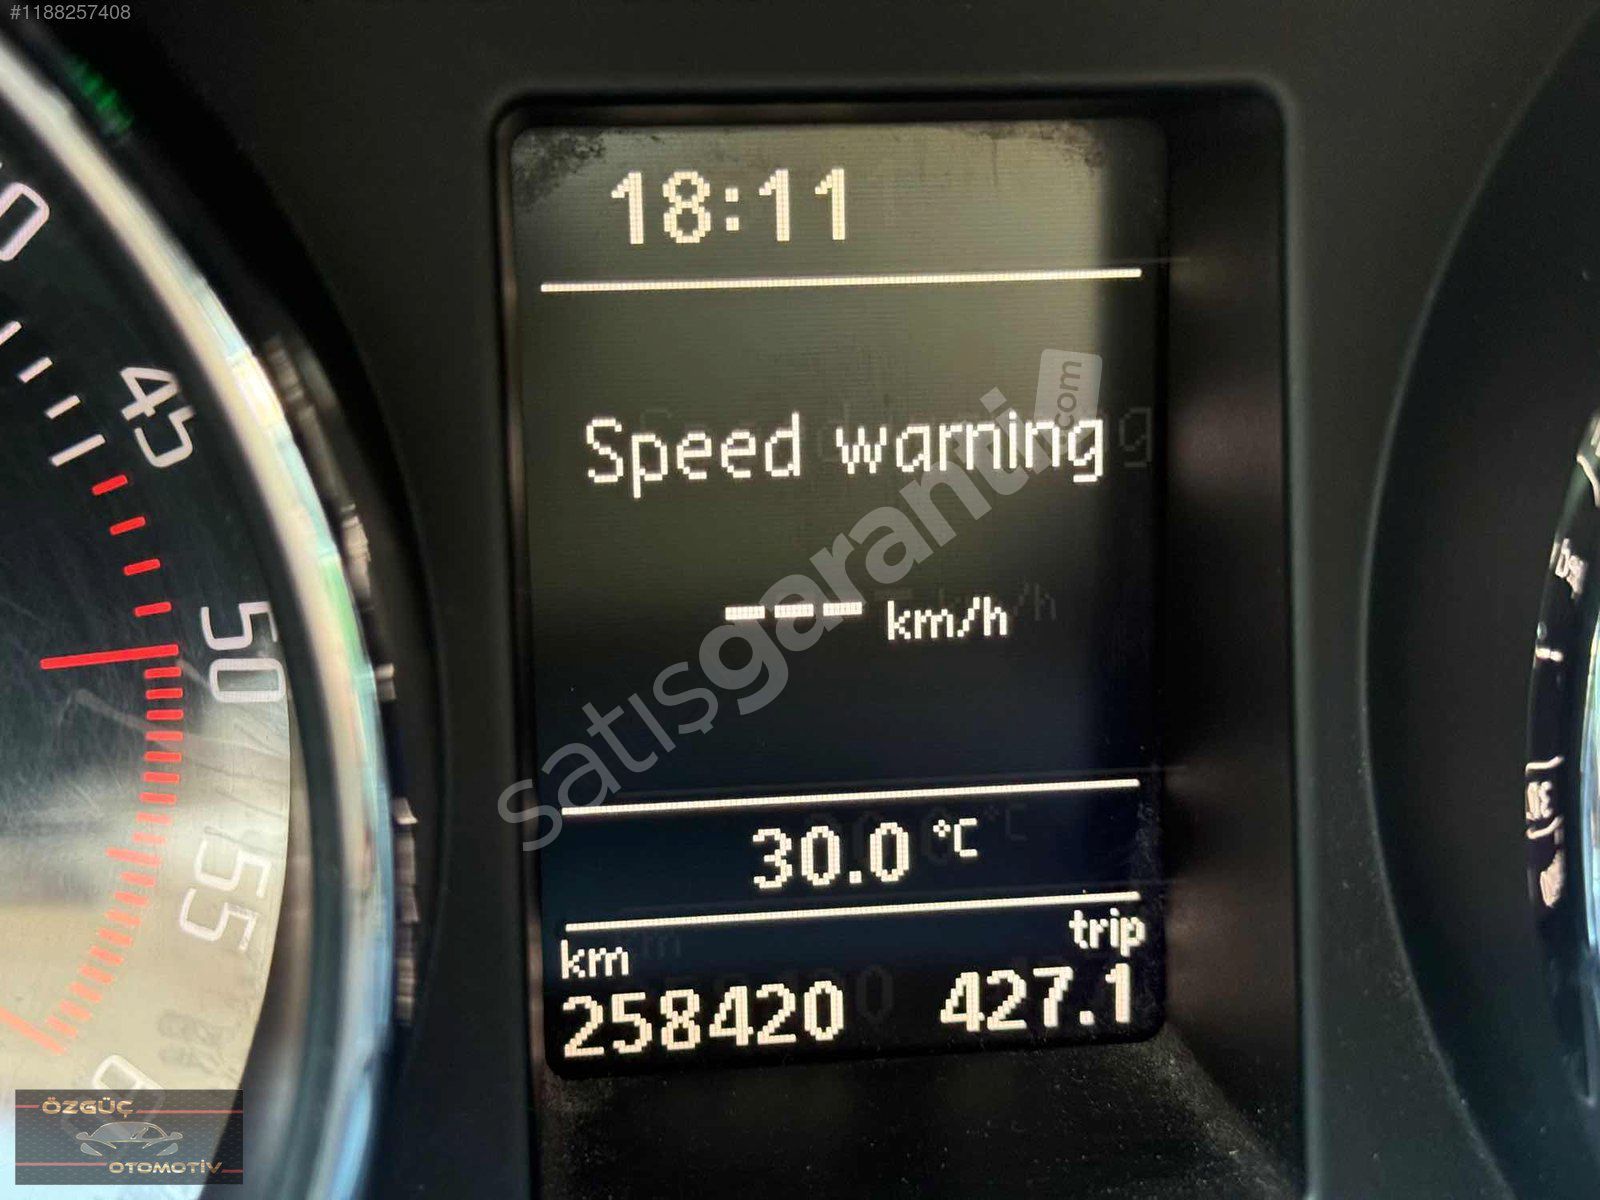 #1188257408
18:11
45
50
55
Speed warning
--- km/h
satışgaranti.com
30.0 °C
km
trip
258420
427.1
ÖZGÜÇ
OTOMOTİV